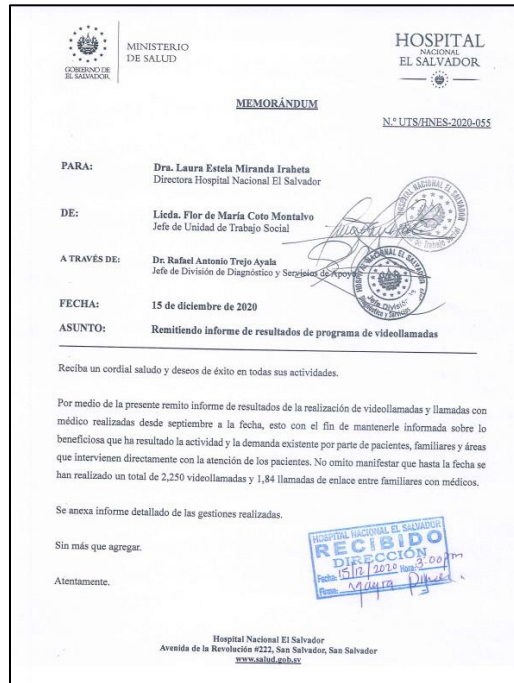 GOBIERNO DE
EL SALVADOR
MINISTERIO
DE SALUD
HOSPITAL
NACIONAL
EL SALVADOR
MEMORÁNDUM
N.º UTS/HNES-2020-055
PARA: Dra. Laura Estela Miranda Iraheta
Directora Hospital Nacional El Salvador
DE: Licda. Flor de María Coto Montalvo
Jefe de Unidad de Trabajo Social
A TRAVÉS DE: Dr. Rafael Antonio Trejo Ayala
Jefe de División de Diagnóstico y Servicios de Apoyo
FECHA: 15 de diciembre de 2020
ASUNTO: Remitiendo informe de resultados de programa de videollamadas
Reciba un cordial saludo y deseos de éxito en todas sus actividades.
Por medio de la presente remito informe de resultados de la realización de videollamadas y llamadas con
médico realizadas desde septiembre a la fecha, esto con el fin de mantenerle informada sobre lo
beneficiosa que ha resultado la actividad y la demanda existente por parte de pacientes, familiares y áreas
que intervienen directamente con la atención de los pacientes. No omito manifestar que hasta la fecha se
han realizado un total de 2,250 videollamadas y 1,84 llamadas de enlace entre familiares con médicos.
Se anexa informe detallado de las gestiones realizadas.
Sin más que agregar.
Atentamente.
HOSPITAL NACIONAL EL SALVADOR
RECIBIDO
DIRECCIÓN
Fecha: 15/12/2020 Hora: 3:00pm
Firma:
Hospital Nacional El Salvador
Avenida de la Revolución #222, San Salvador, San Salvador
www.salud.gob.sv